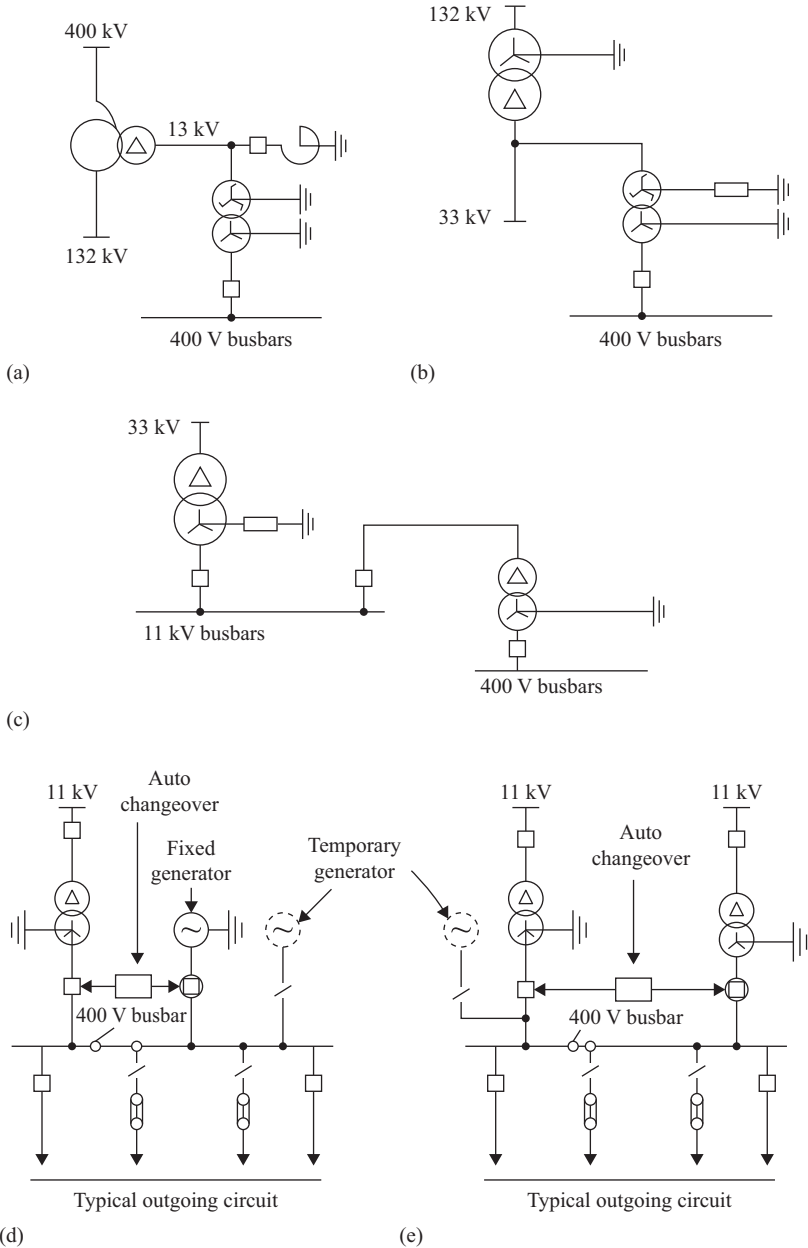 400 kV
13 kV
132 kV
400 V busbars
(a)
132 kV
33 kV
400 V busbars
(b)
33 kV
11 kV busbars
400 V busbars
(c)
11 kV
Auto
changeover
Fixed
generator
Temporary
generator
400 V busbar
Typical outgoing circuit
(d)
11 kV
11 kV
Auto
changeover
400 V busbar
Typical outgoing circuit
(e)